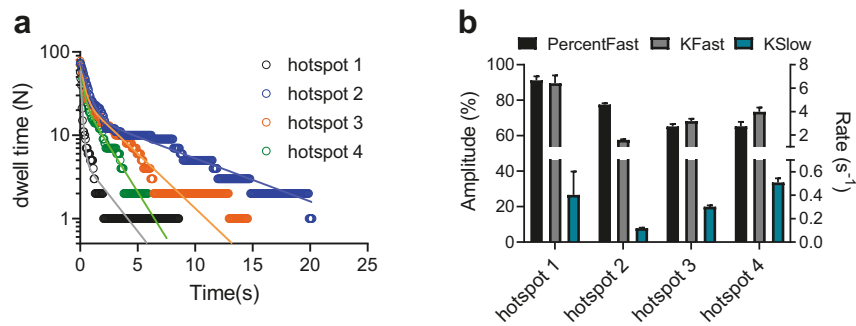 a
dwell time (N)
100
10
1
0
5
10
15
20
25
Time(s)
hotspot 1
hotspot 2
hotspot 3
hotspot 4
b
PercentFast
KFast
KSlow
Amplitude (%)
100
80
60
40
20
0
8
6
4
2
0.6
0.4
0.2
0.0
Rate (s⁻¹)
hotspot 1
hotspot 2
hotspot 3
hotspot 4